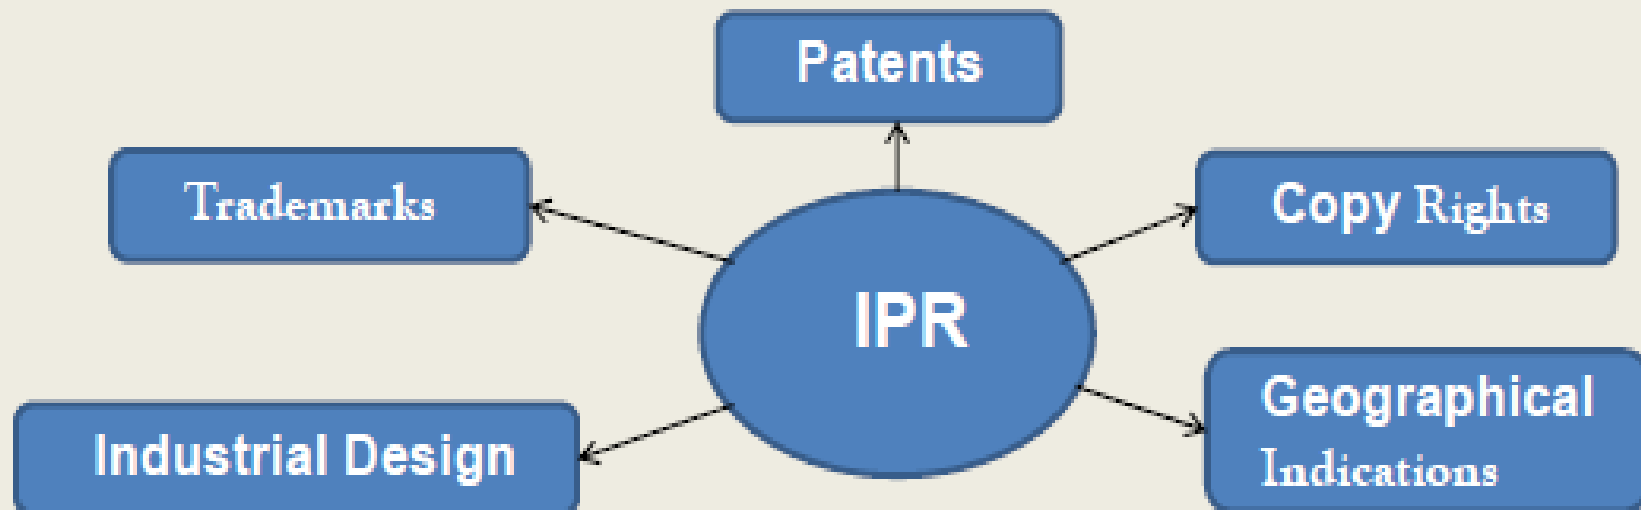 Patents
Trademarks
Copy Rights
IPR
Geographical
Indications
Industrial Design